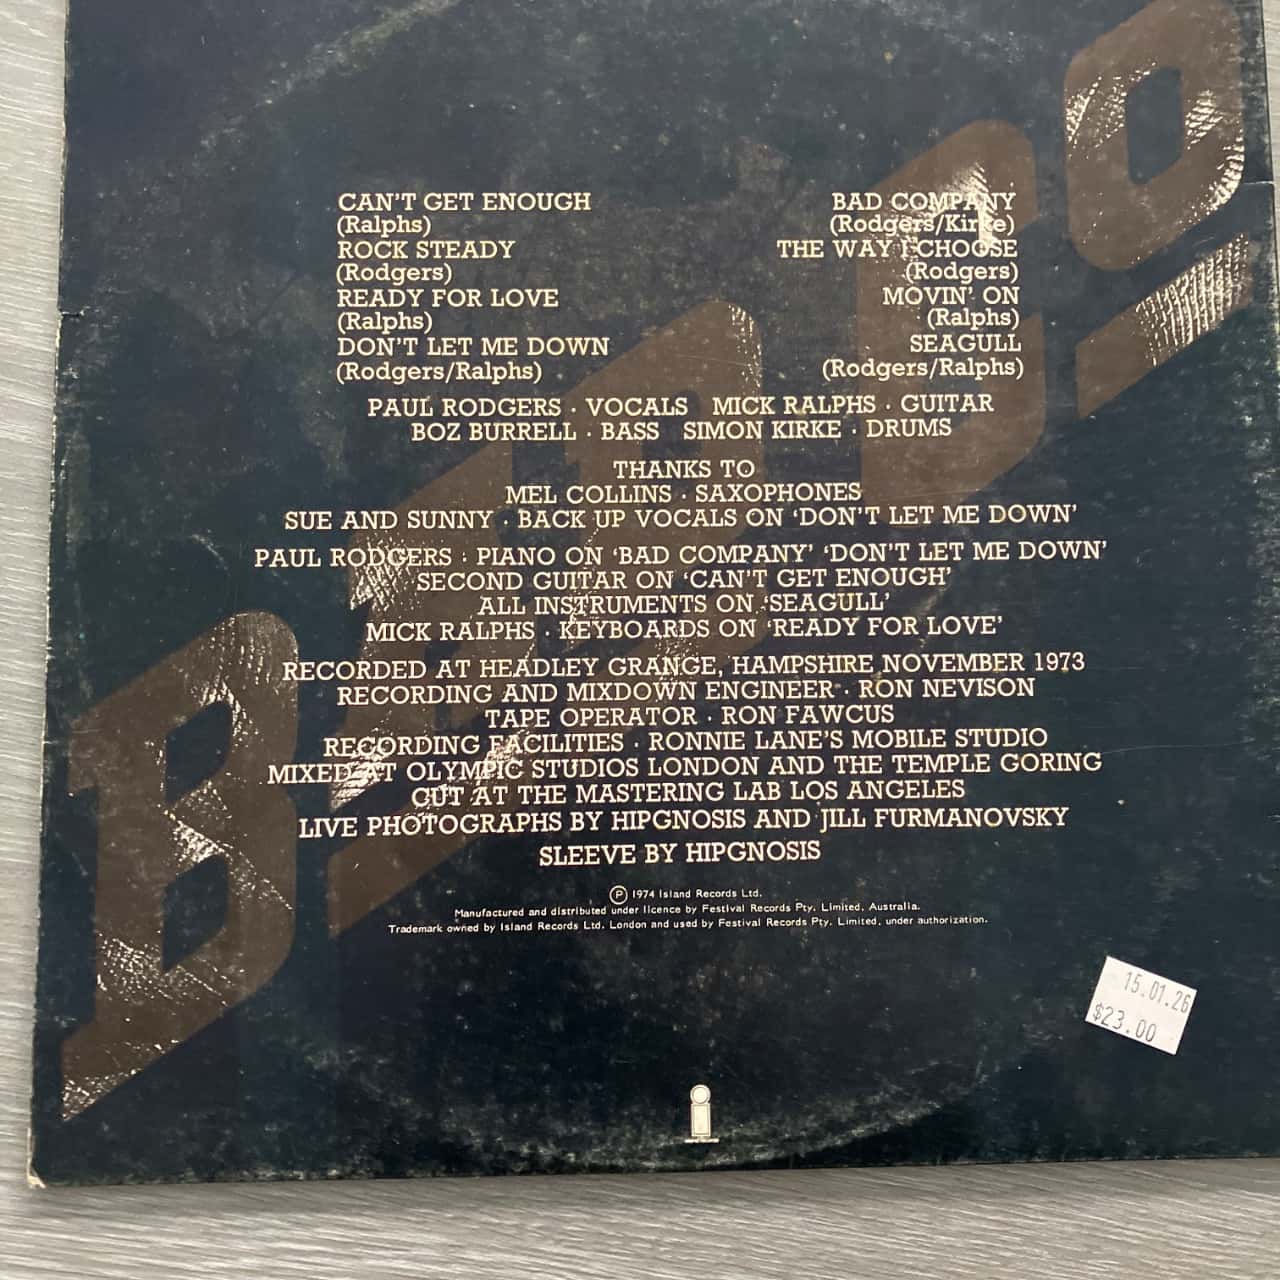 CAN'T GET ENOUGH
(Ralphs)
ROCK STEADY
(Rodgers)
READY FOR LOVE
(Ralphs)
DON'T LET ME DOWN
(Rodgers/Ralphs)
BAD COMPANY
(Rodgers/Kirke)
THE WAY I CHOOSE
(Rodgers)
MOVIN' ON
(Ralphs)
SEAGULL
(Rodgers/Ralphs)
PAUL RODGERS · VOCALS MICK RALPHS · GUITAR
BOZ BURRELL · BASS SIMON KIRKE · DRUMS
THANKS TO
MEL COLLINS · SAXOPHONES
SUE AND SUNNY · BACK UP VOCALS ON 'DON'T LET ME DOWN'
PAUL RODGERS · PIANO ON 'BAD COMPANY' 'DON'T LET ME DOWN'
SECOND GUITAR ON 'CAN'T GET ENOUGH'
ALL INSTRUMENTS ON 'SEAGULL'
MICK RALPHS · KEYBOARDS ON 'READY FOR LOVE'
RECORDED AT HEADLEY GRANGE, HAMPSHIRE NOVEMBER 1973
RECORDING AND MIXDOWN ENGINEER · RON NEVISON
TAPE OPERATOR · RON FAWCUS
RECORDING FACILITIES · RONNIE LANE'S MOBILE STUDIO
MIXED AT OLYMPIC STUDIOS LONDON AND THE TEMPLE GORING
CUT AT THE MASTERING LAB LOS ANGELES
LIVE PHOTOGRAPHS BY HIPGNOSIS AND JILL FURMANOVSKY
SLEEVE BY HIPGNOSIS
Ⓟ 1974 Island Records Ltd.
Manufactured and distributed under licence by Festival Records Pty. Limited, Australia.
Trademark owned by Island Records Ltd. London and used by Festival Records Pty. Limited, under authorization.
15.01.26
$23.00
i
BAD Co